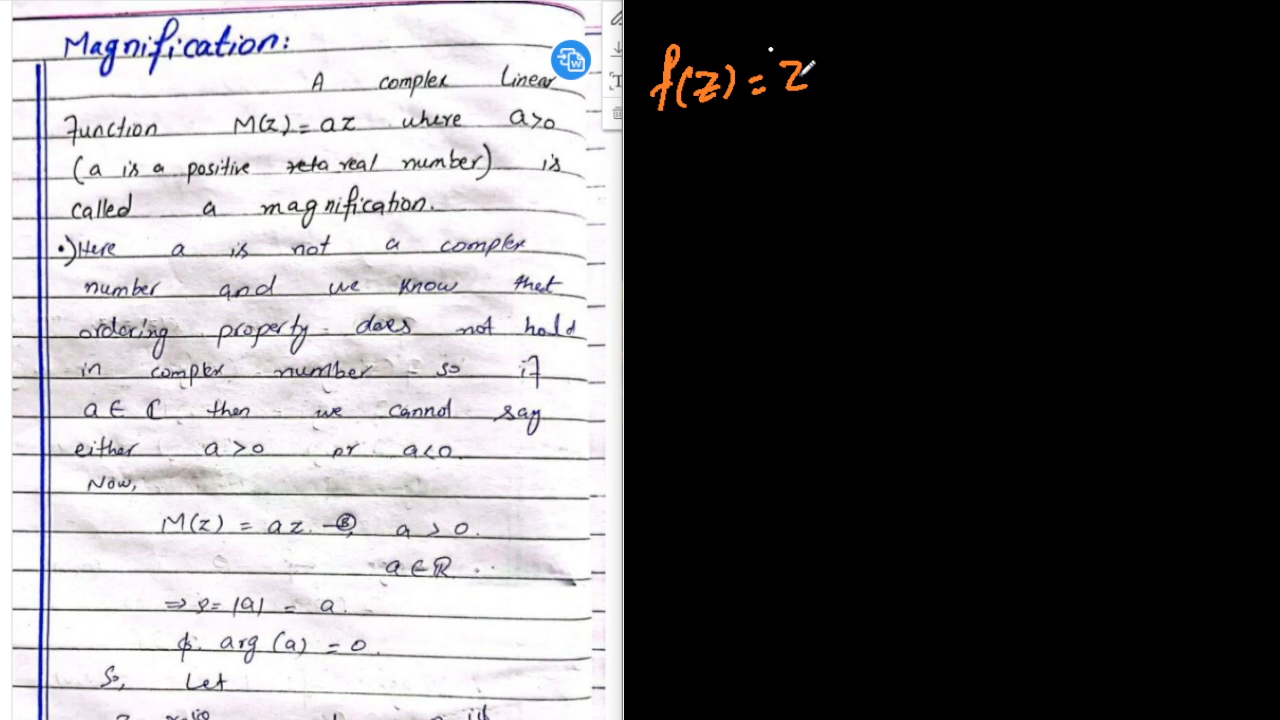 Magnification:
A complex linear
function M(z) = az where a>0
(a is a positive real number) is
called a magnification.
•) Here a is not a complex
number and we know that
ordering property does not hold
in complex number so if
a ∈ ℂ then we cannot say
either a>0 or a<0.
Now,
M(z) = az — Ⓑ, a > 0.
a ∈ ℝ
⇒ = |a| = a.
& arg (a) = 0.
So, Let
f(z) = z